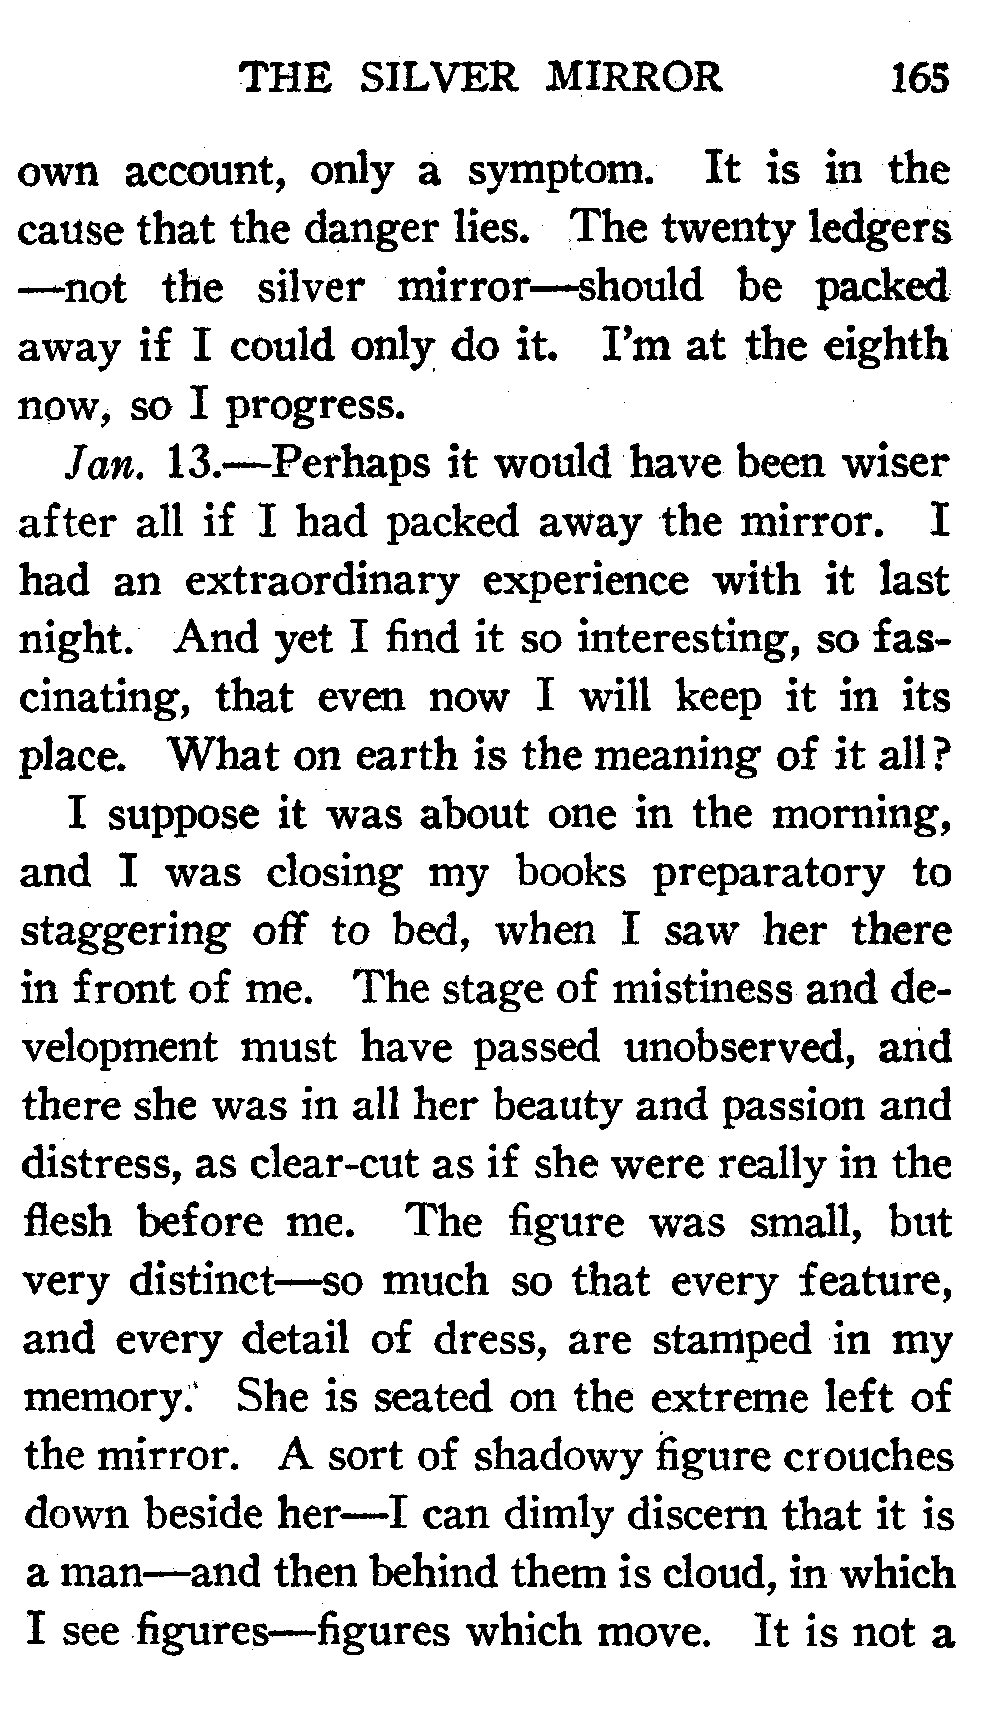 THE SILVER MIRROR 165
own account, only a symptom. It is in the
cause that the danger lies. The twenty ledgers
—not the silver mirror—should be packed
away if I could only do it. I'm at the eighth
now, so I progress.
Jan. 13.—Perhaps it would have been wiser
after all if I had packed away the mirror. I
had an extraordinary experience with it last
night. And yet I find it so interesting, so fas-
cinating, that even now I will keep it in its
place. What on earth is the meaning of it all?
I suppose it was about one in the morning,
and I was closing my books preparatory to
staggering off to bed, when I saw her there
in front of me. The stage of mistiness and de-
velopment must have passed unobserved, and
there she was in all her beauty and passion and
distress, as clear-cut as if she were really in the
flesh before me. The figure was small, but
very distinct—so much so that every feature,
and every detail of dress, are stamped in my
memory. She is seated on the extreme left of
the mirror. A sort of shadowy figure crouches
down beside her—I can dimly discern that it is
a man—and then behind them is cloud, in which
I see figures—figures which move. It is not a